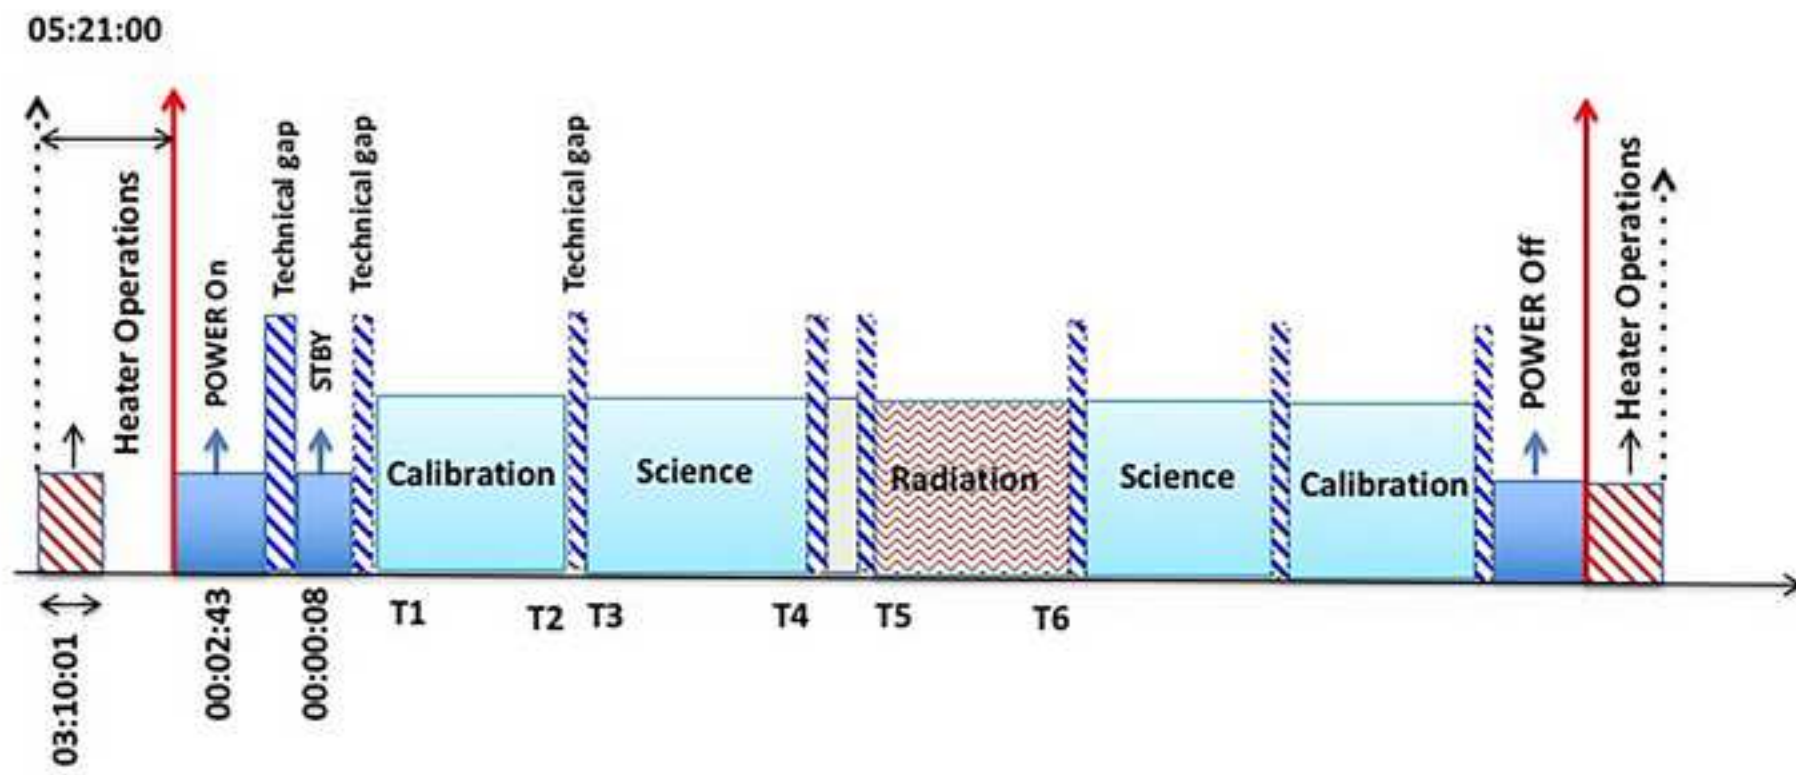 05:21:00
Heater Operations
POWER On
Technical gap
STBY
Technical gap
Technical gap
POWER Off
Heater Operations
Calibration
Science
Radiation
Science
Calibration
03:10:01
00:02:43
00:00:08
T1
T2
T3
T4
T5
T6